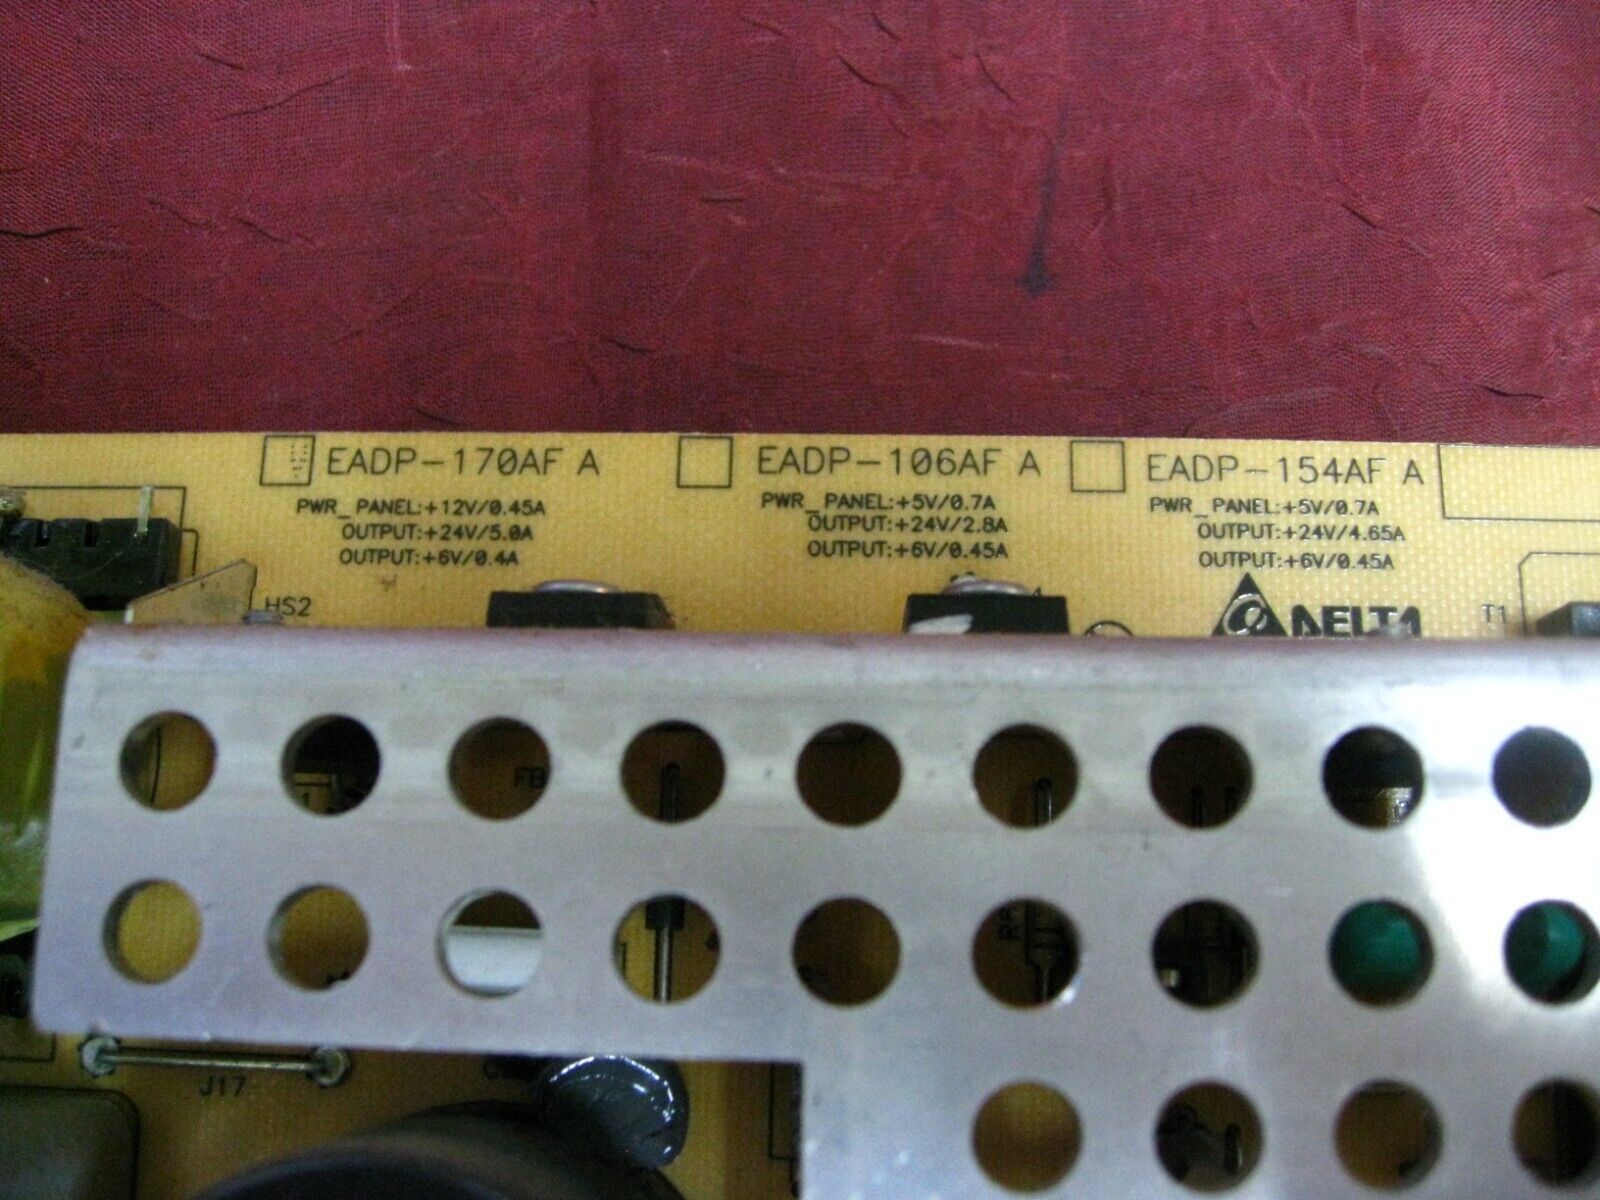 EADP-170AF A
PWR_PANEL:+12V/0.45A
OUTPUT:+24V/5.0A
OUTPUT:+6V/0.4A
EADP-106AF A
PWR_PANEL:+5V/0.7A
OUTPUT:+24V/2.8A
OUTPUT:+6V/0.45A
EADP-154AF A
PWR_PANEL:+5V/0.7A
OUTPUT:+24V/4.65A
OUTPUT:+6V/0.45A
HS2
DELTA
T1
FB
J17